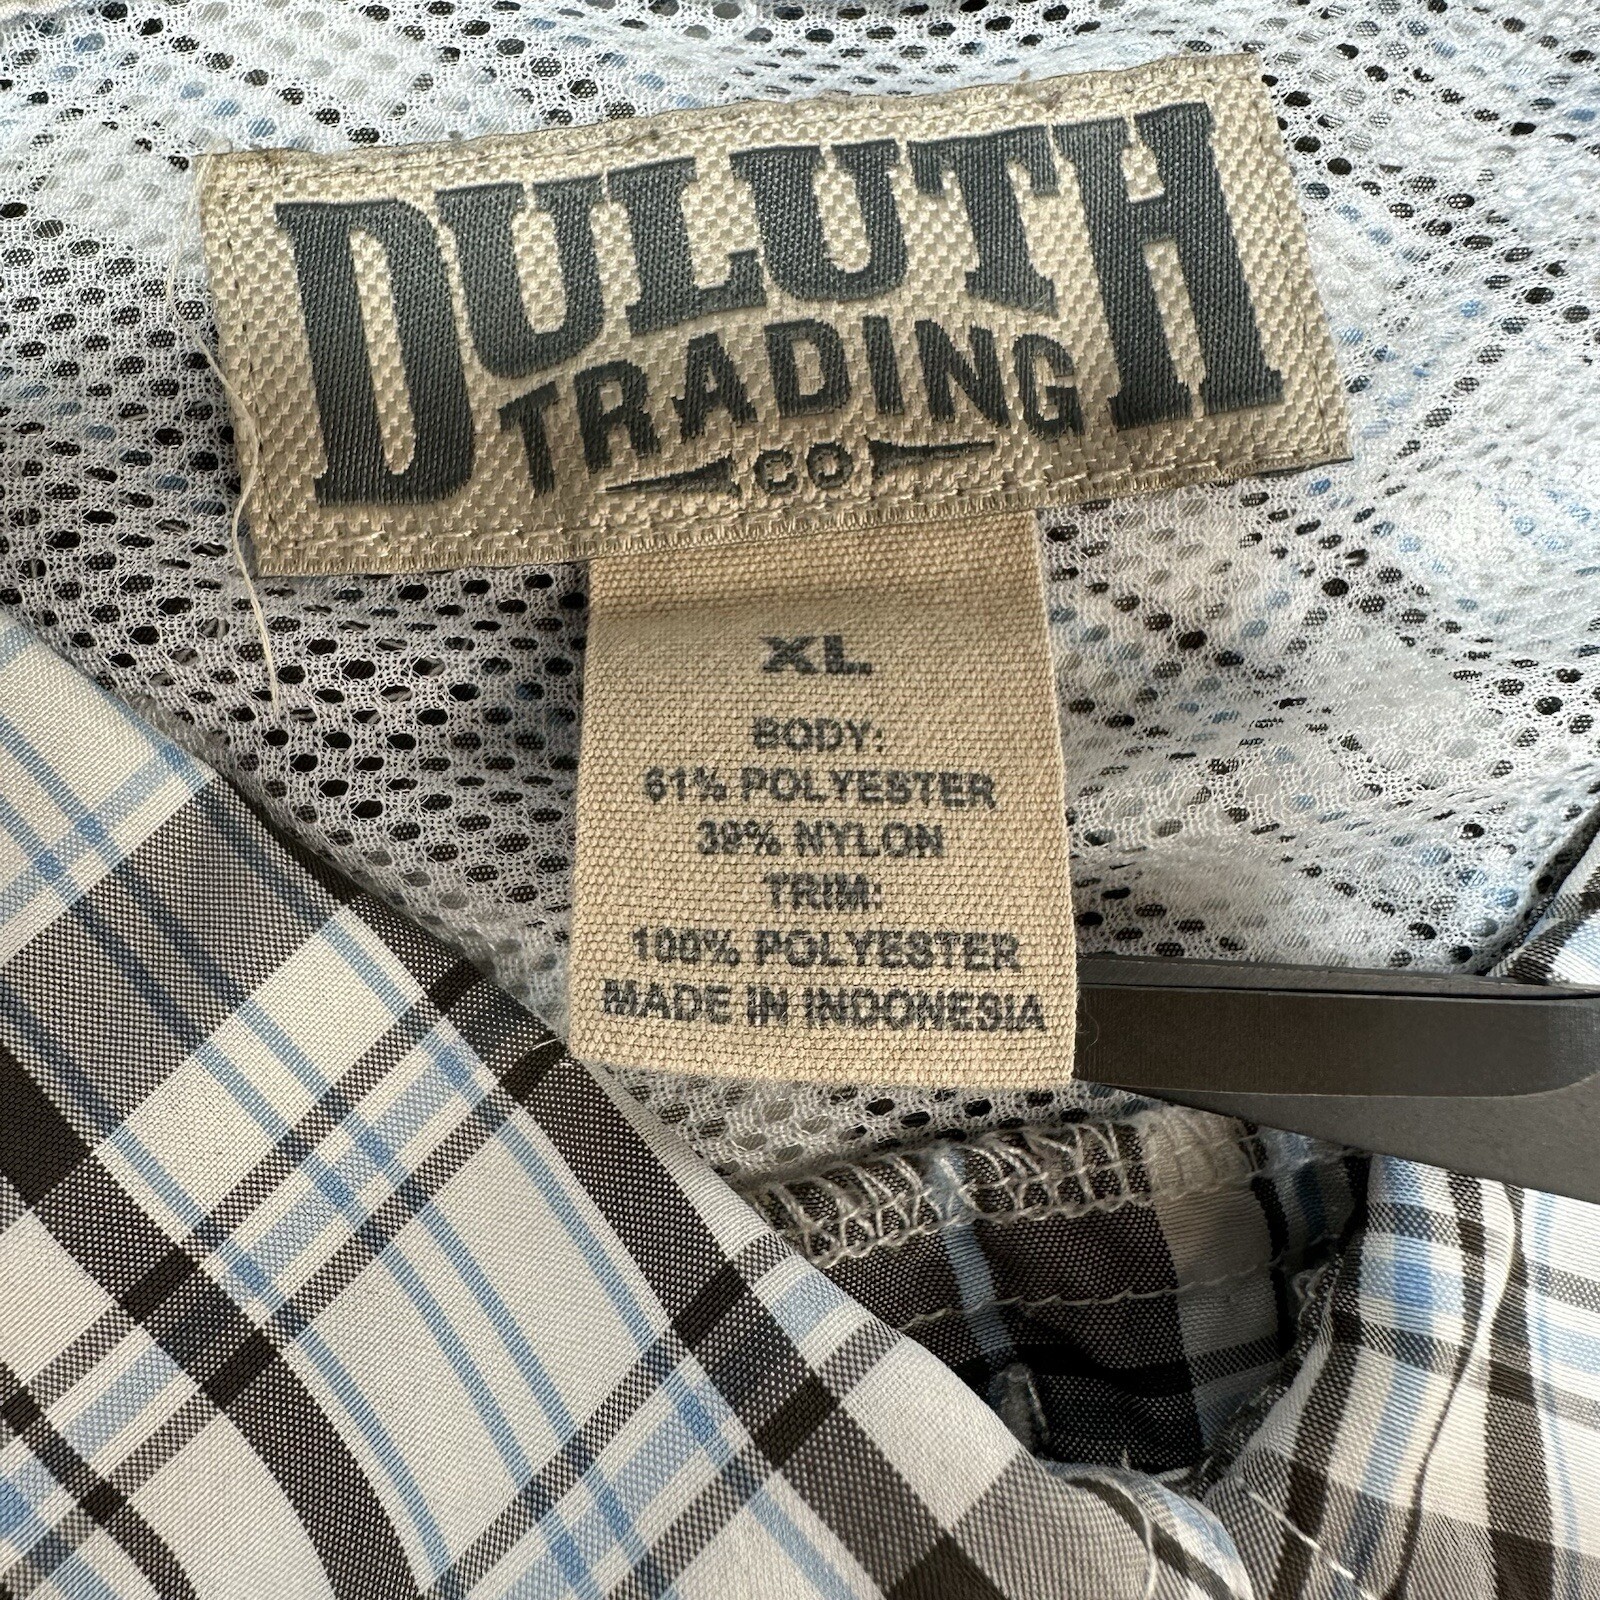 DULUTH
TRADING
CO
XL
BODY:
61% POLYESTER
39% NYLON
TRIM:
100% POLYESTER
MADE IN INDONESIA